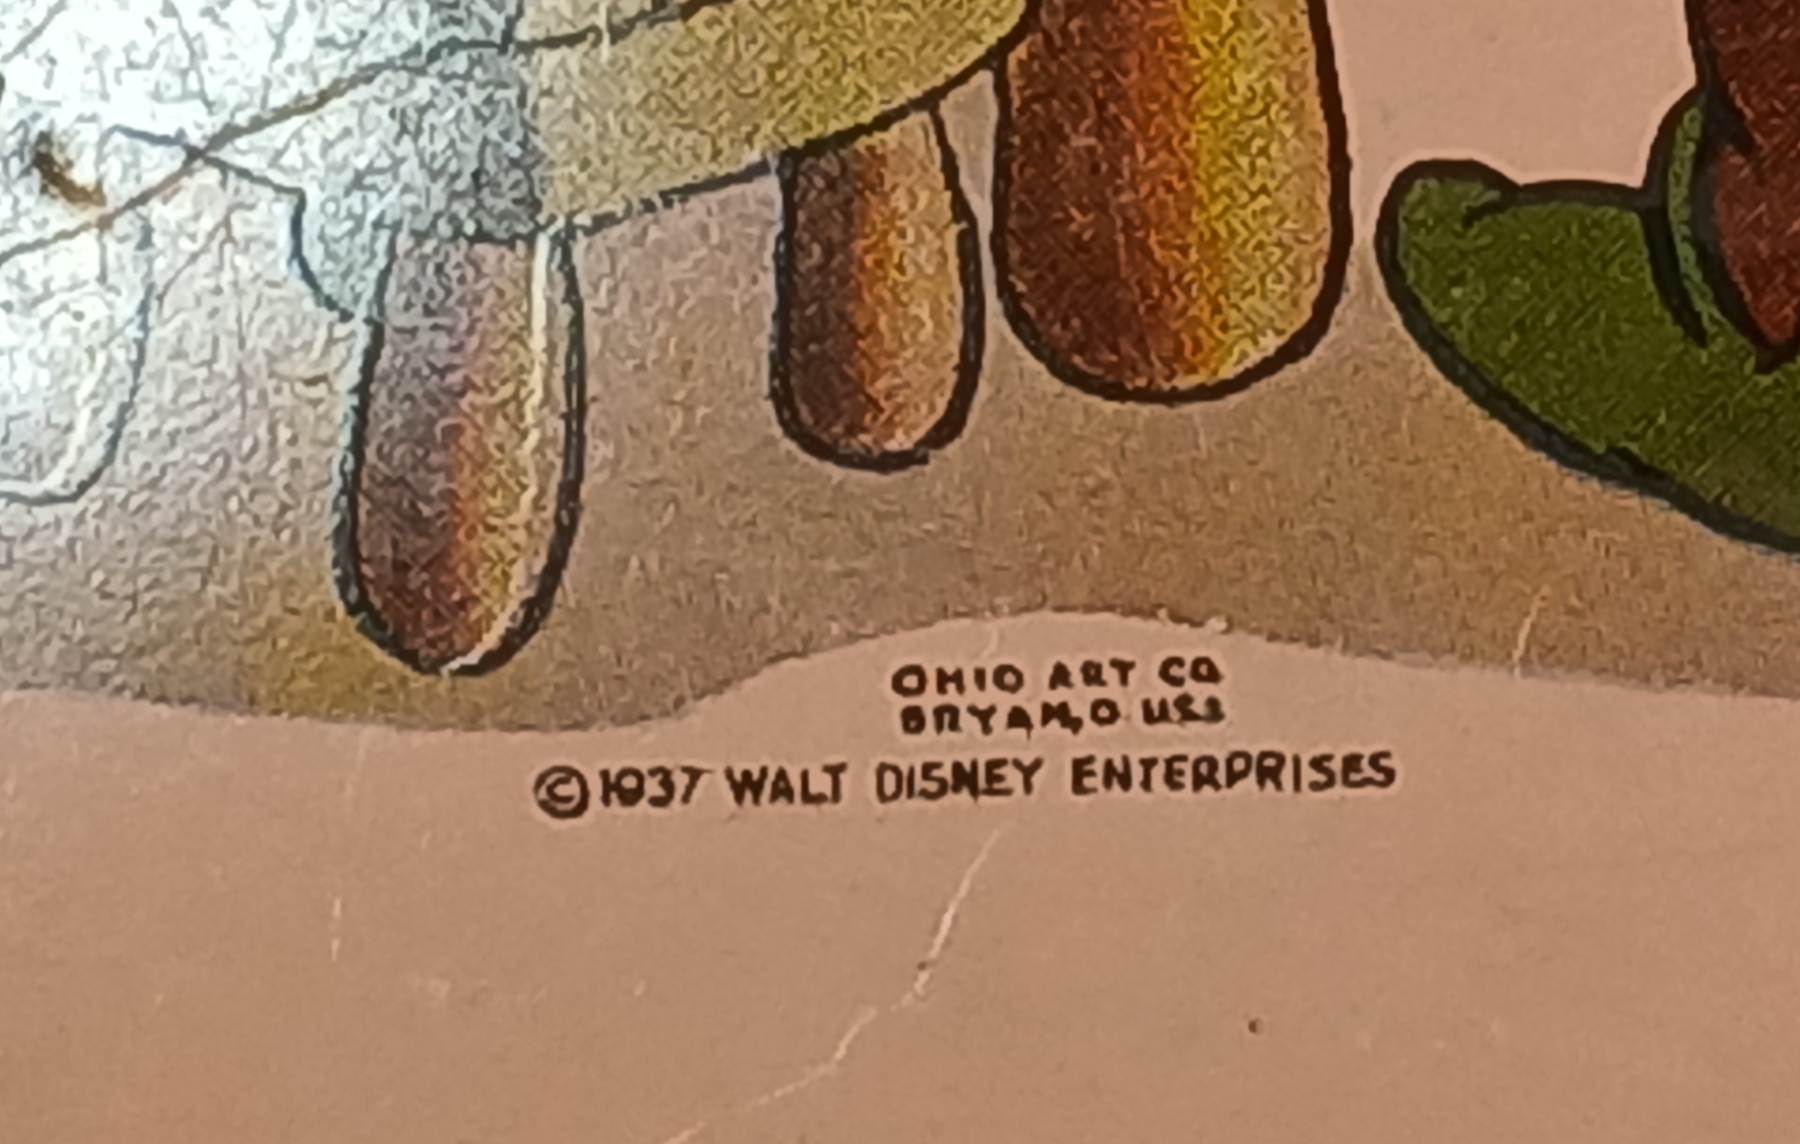 OHIO ART CO
BRYAN, O. USA
© 1937 WALT DISNEY ENTERPRISES